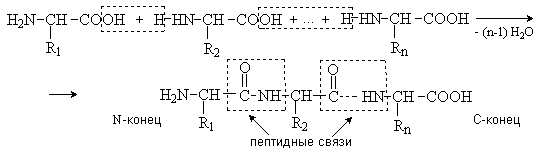 H₂N—CH—COOH + H—HN—CH—COOH + ... + H—HN—CH—COOH
R₁ R₂ Rn - (n-1) H₂O
O O
H₂N—CH—C—NH—CH—C---HN—CH—COOH
R₁ R₂ Rn
N-конец пептидные связи С-конец